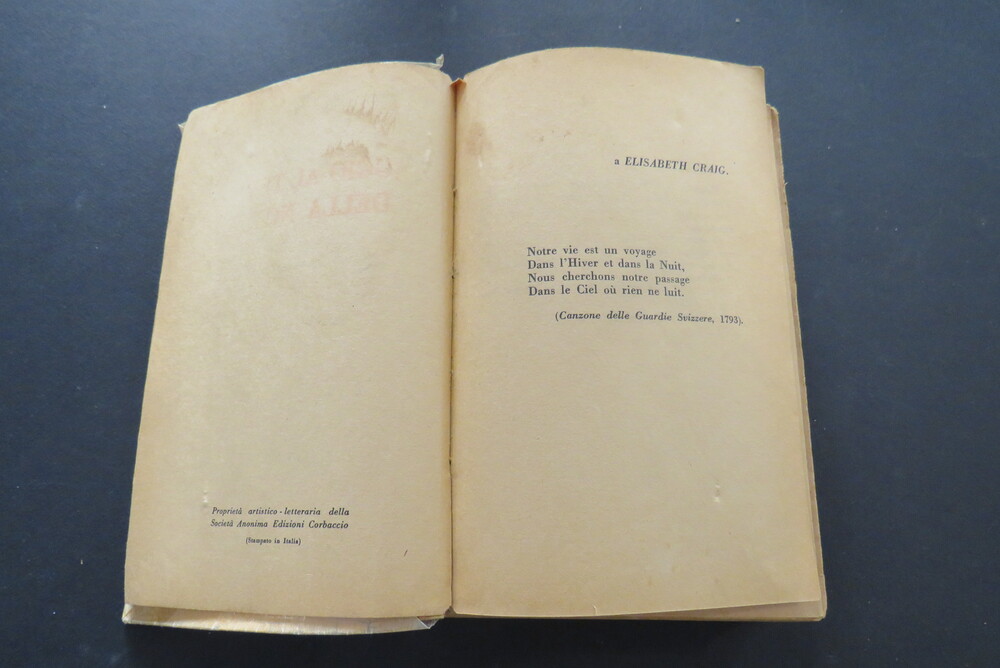 DELLA
Proprietà artistico-letteraria della
Società Anonima Edizioni Corbaccio
(Stampato in Italia)
a ELISABETH CRAIG.
Notre vie est un voyage
Dans l'Hiver et dans la Nuit,
Nous cherchons notre passage
Dans le Ciel où rien ne luit.
(Canzone delle Guardie Svizzere, 1793).